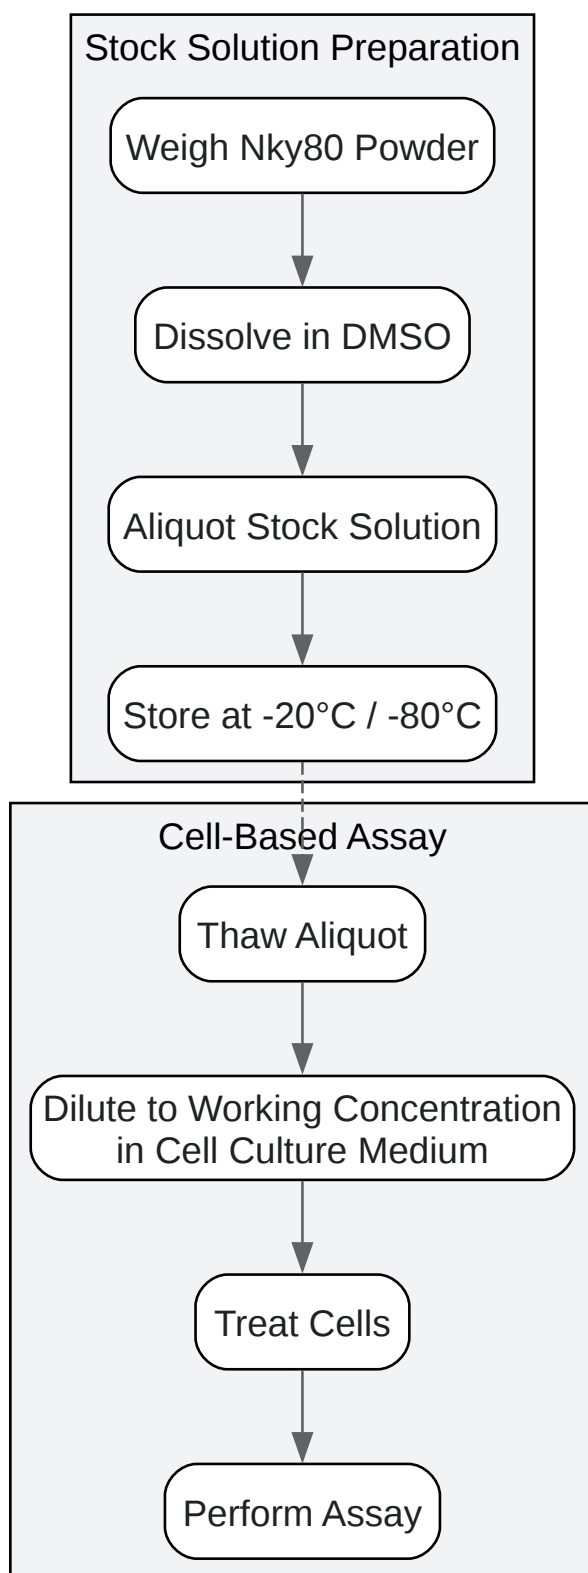 Stock Solution Preparation
Weigh Nky80 Powder
Dissolve in DMSO
Aliquot Stock Solution
Store at -20°C / -80°C
Cell-Based Assay
Thaw Aliquot
Dilute to Working Concentration
in Cell Culture Medium
Treat Cells
Perform Assay